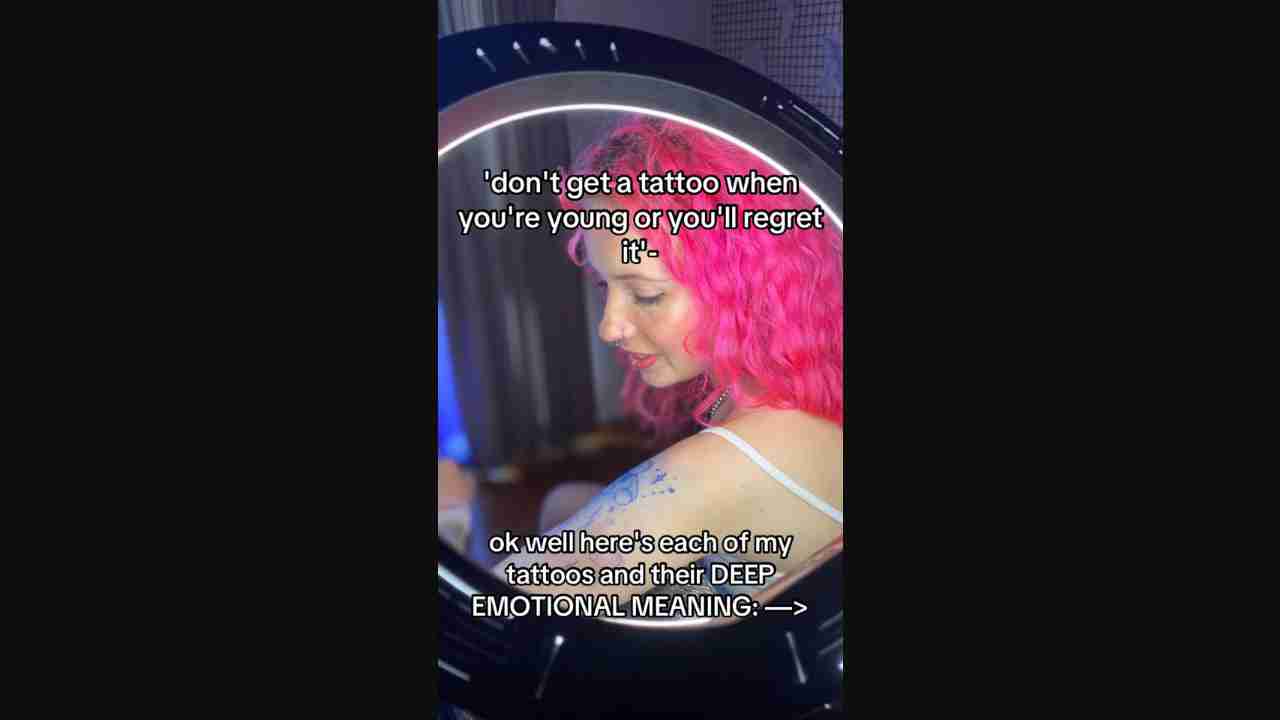 'don't get a tattoo when
you're young or you'll regret
it'-
ok well here's each of my
tattoos and their DEEP
EMOTIONAL MEANING: —>